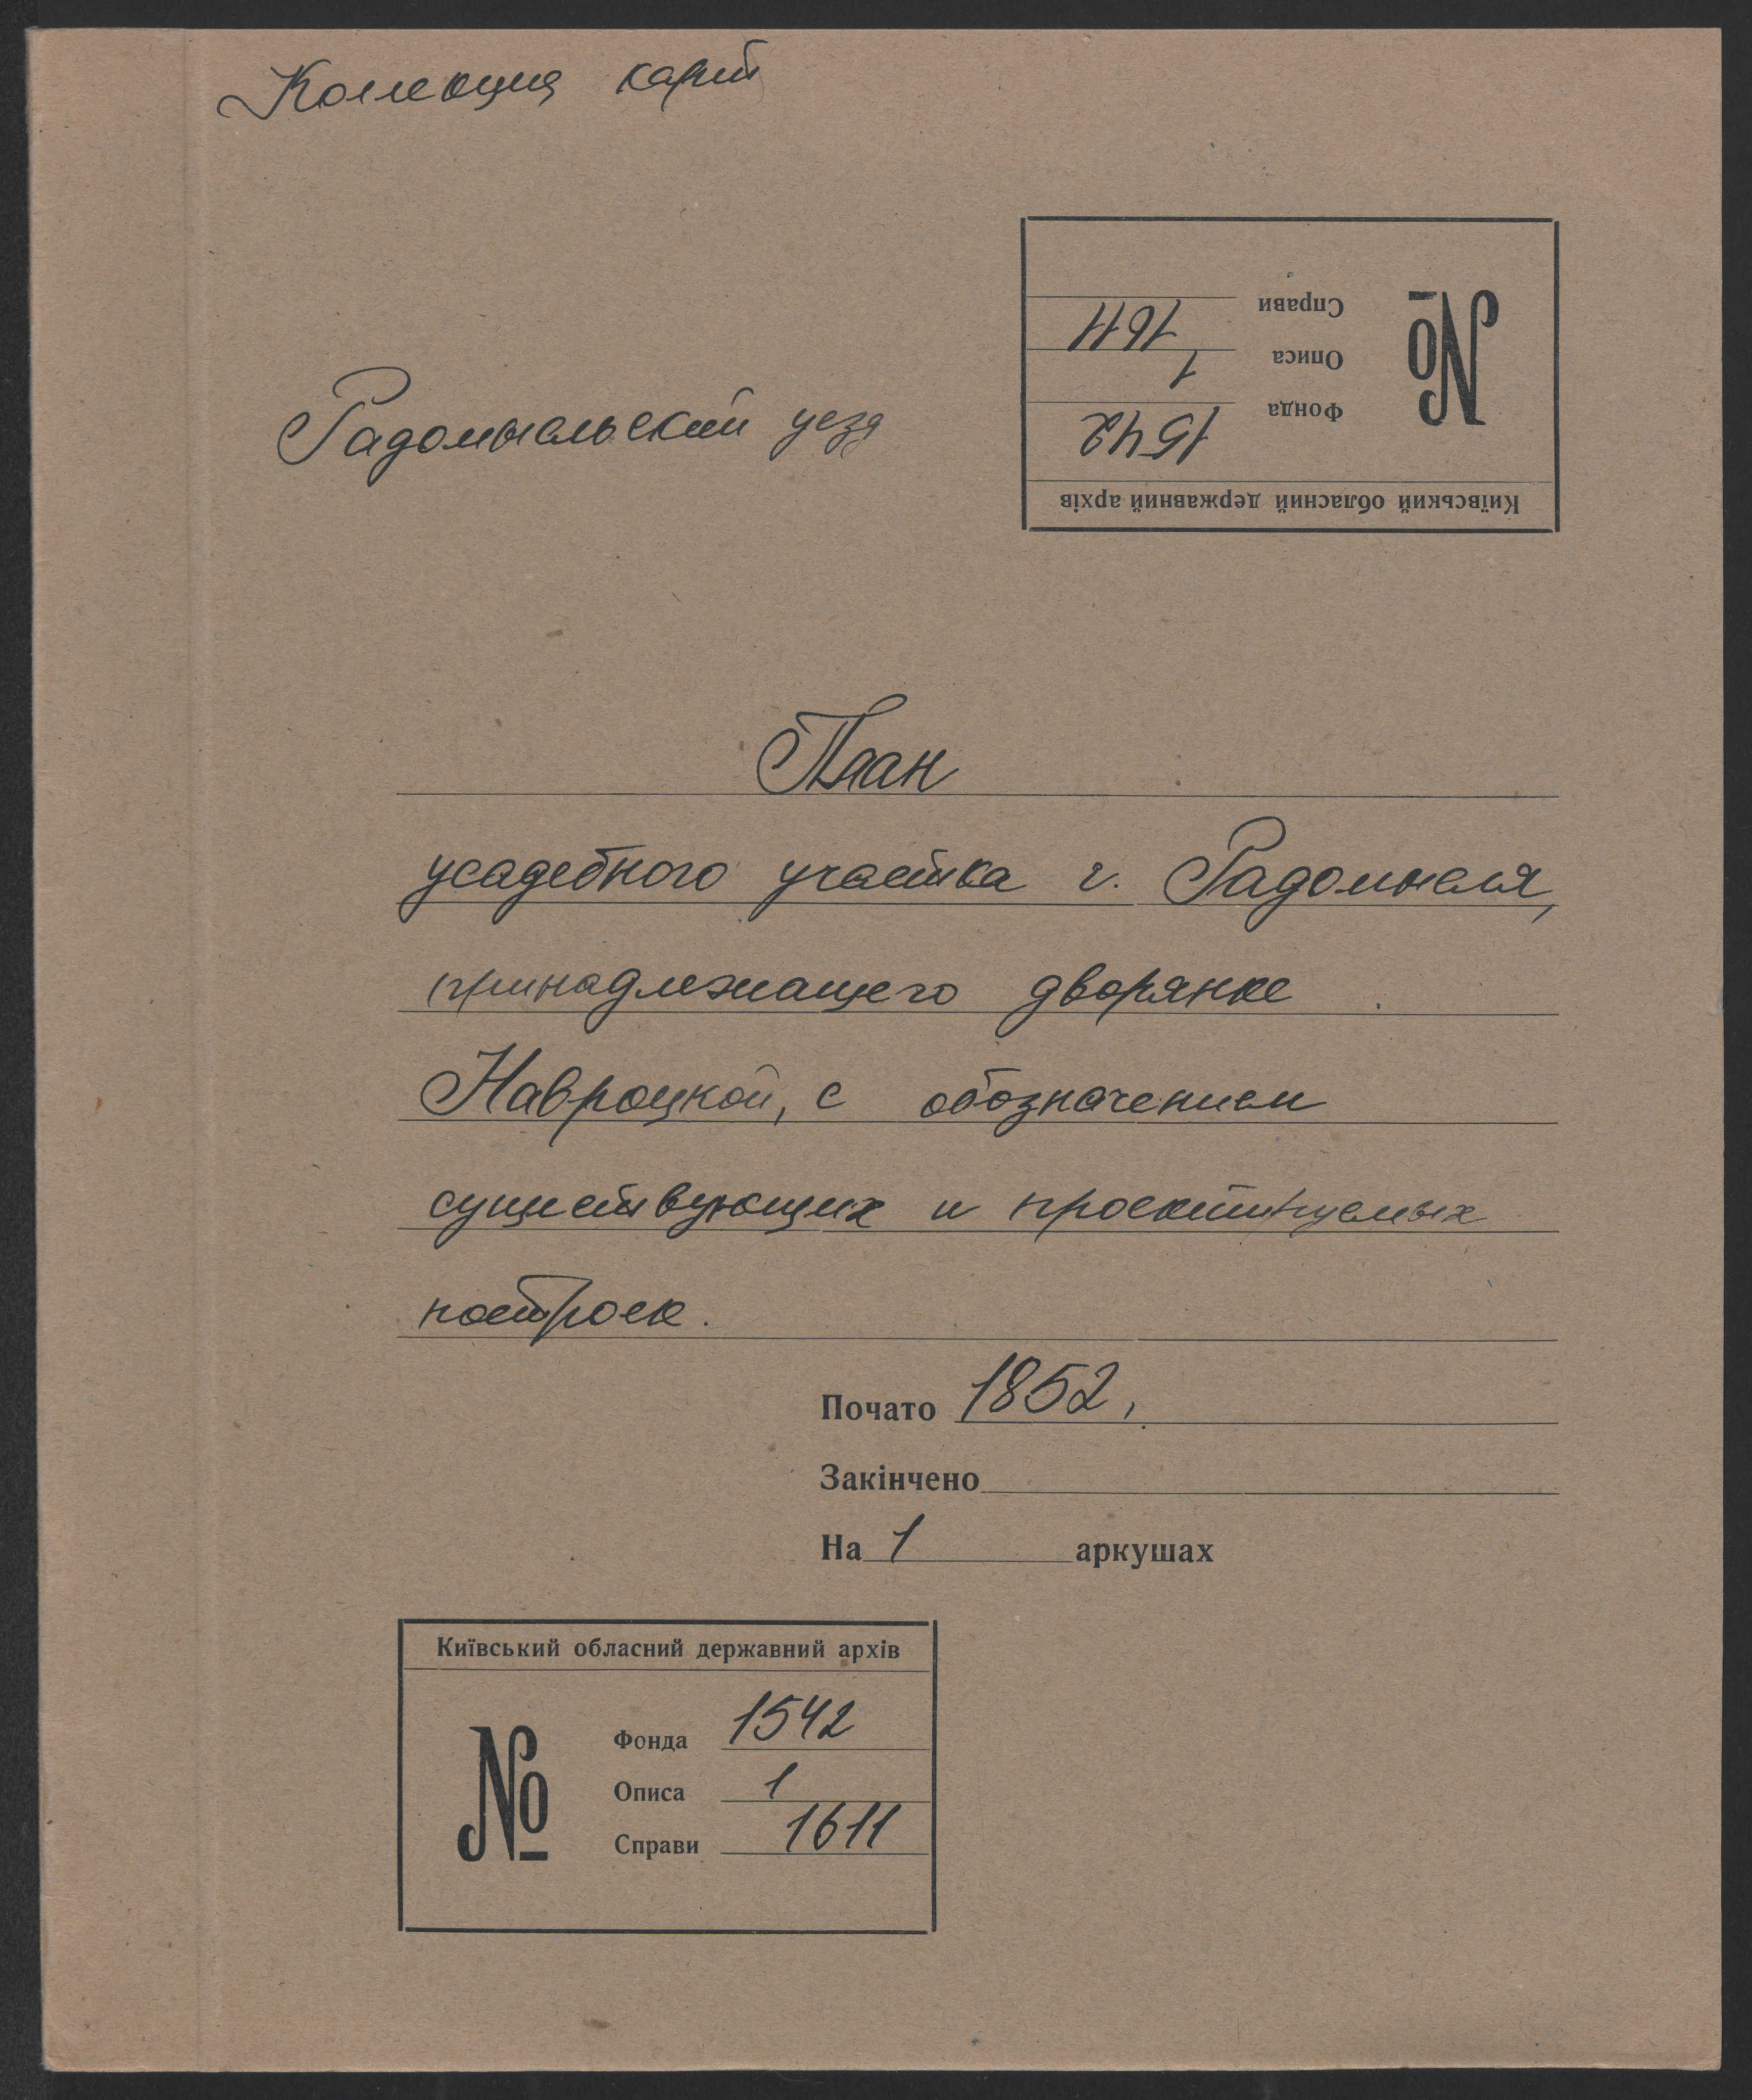 Коллекция карт
Київський обласний державний архів
№
Фонда 1542
Описа 1
Справи 1611
Радомысльский уезд
План
усадебного участка г. Радомысля,
принадлежащего дворянке
Навроцкой, с обозначением
существующих и проектируемых
построек.
Почато 1852,
Закінчено
На 1 аркушах
Київський обласний державний архів
№
Фонда 1542
Описа 1
Справи 1611